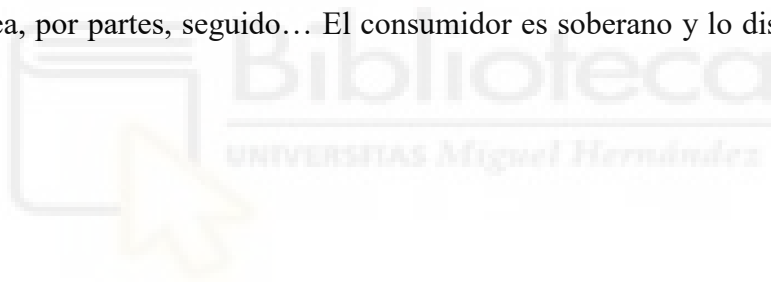 ea, por partes, seguido… El consumidor es soberano y lo dis
Biblioteca
UNIVERSITAS Miguel Hernández